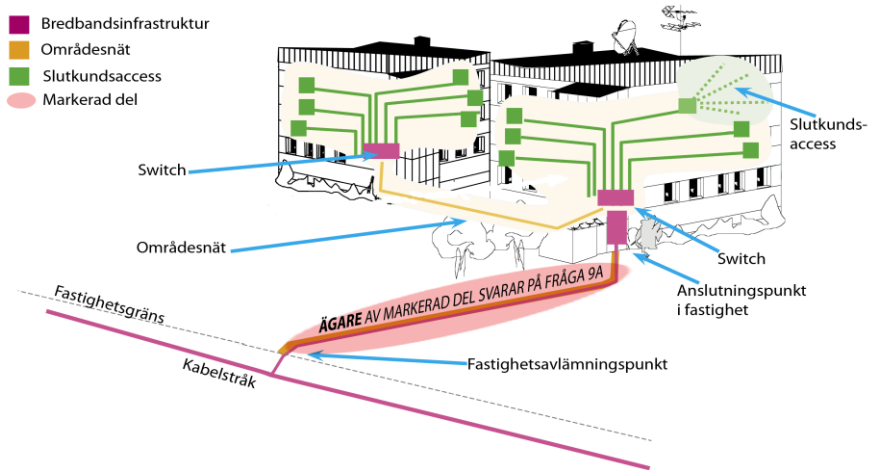 Bredbandsinfrastruktur
Områdesnät
Slutkundsaccess
Markerad del
Slutkunds-
access
Switch
Områdesnät
Switch
Anslutningspunkt
i fastighet
ÄGARE AV MARKERAD DEL SVARAR PÅ FRÅGA 9A
Fastighetsgräns
Fastighetsavlämningspunkt
Kabelstråk